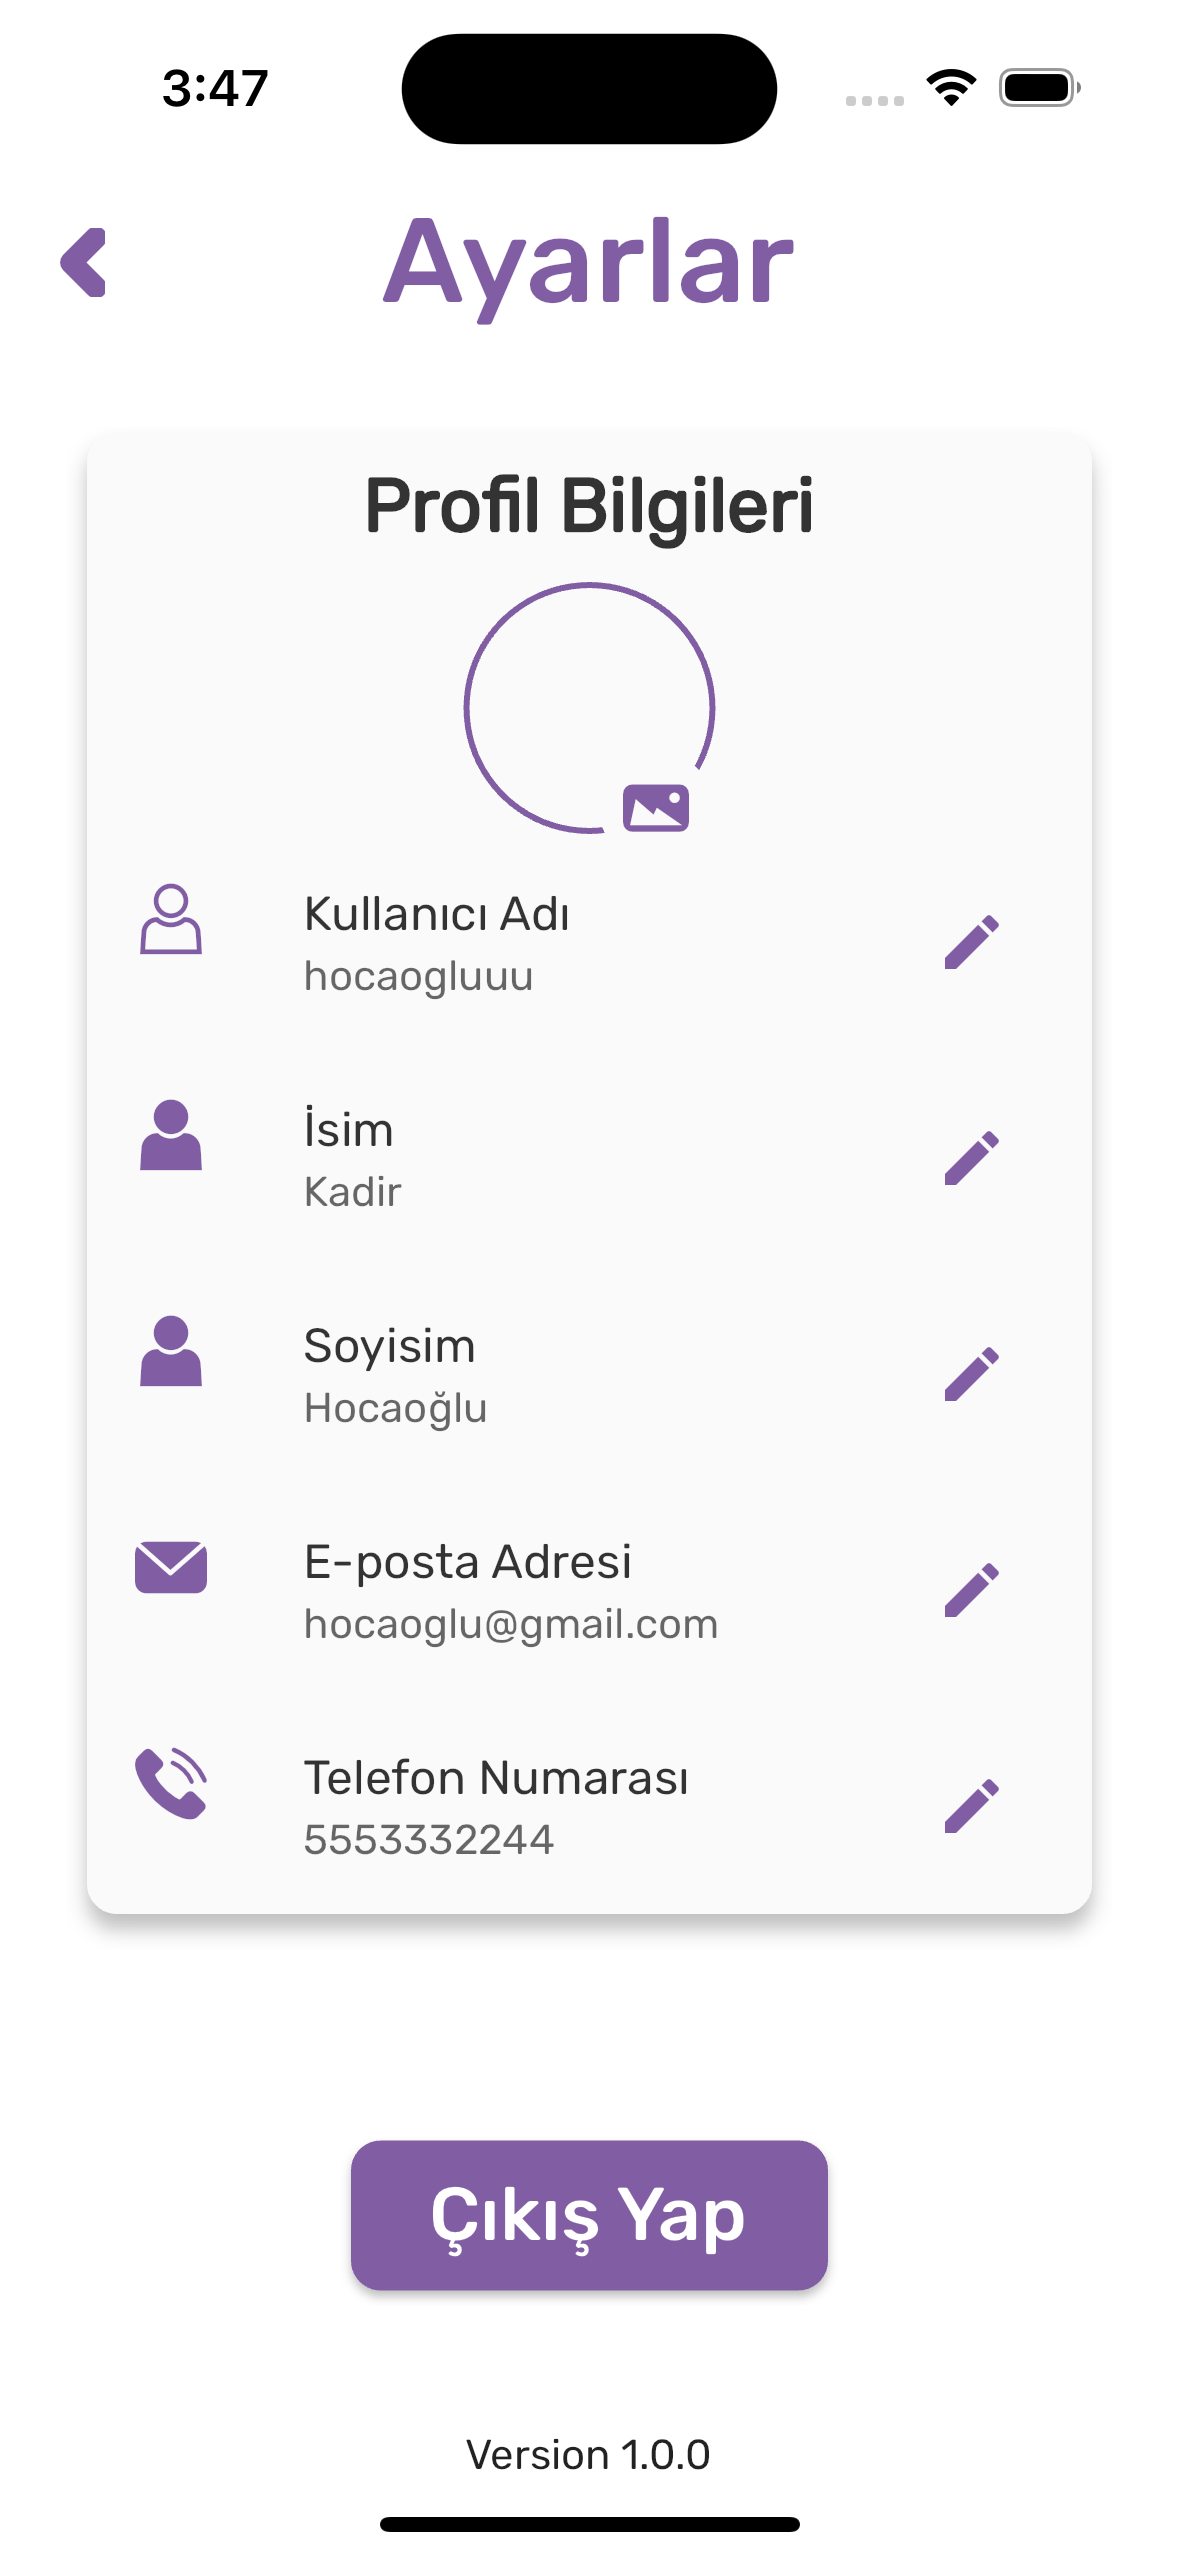 3:47
Ayarlar
Profil Bilgileri
Kullanıcı Adı
hocaogluuu
İsim
Kadir
Soyisim
Hocaoğlu
E-posta Adresi
hocaoglu@gmail.com
Telefon Numarası
5553332244
Çıkış Yap
Version 1.0.0